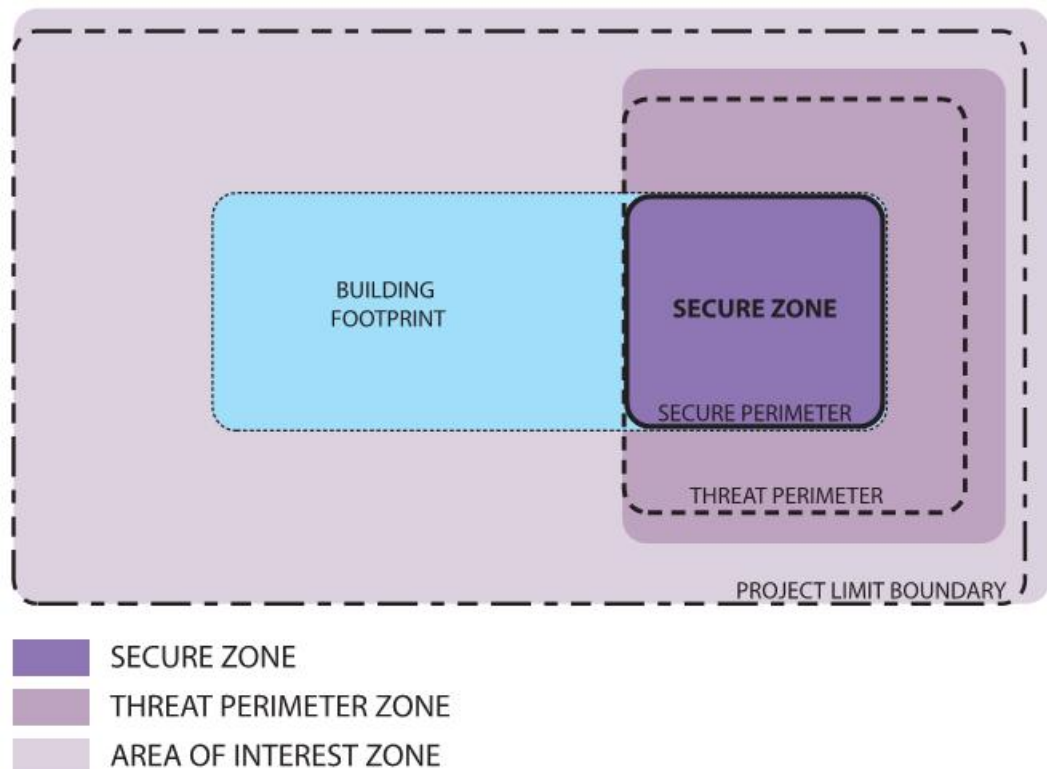 BUILDING
FOOTPRINT
SECURE ZONE
SECURE PERIMETER
THREAT PERIMETER
PROJECT LIMIT BOUNDARY
SECURE ZONE
THREAT PERIMETER ZONE
AREA OF INTEREST ZONE